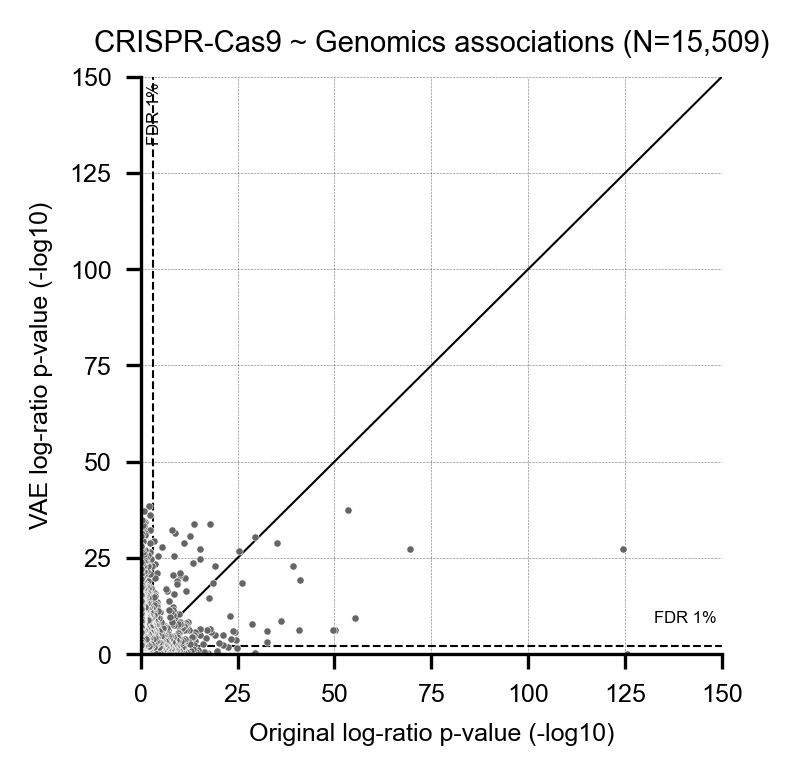 CRISPR-Cas9 ~ Genomics associations (N=15,509)
150
125
100
75
50
25
0
VAE log-ratio p-value (-log10)
FDR 1%
FDR 1%
0
25
50
75
100
125
150
Original log-ratio p-value (-log10)